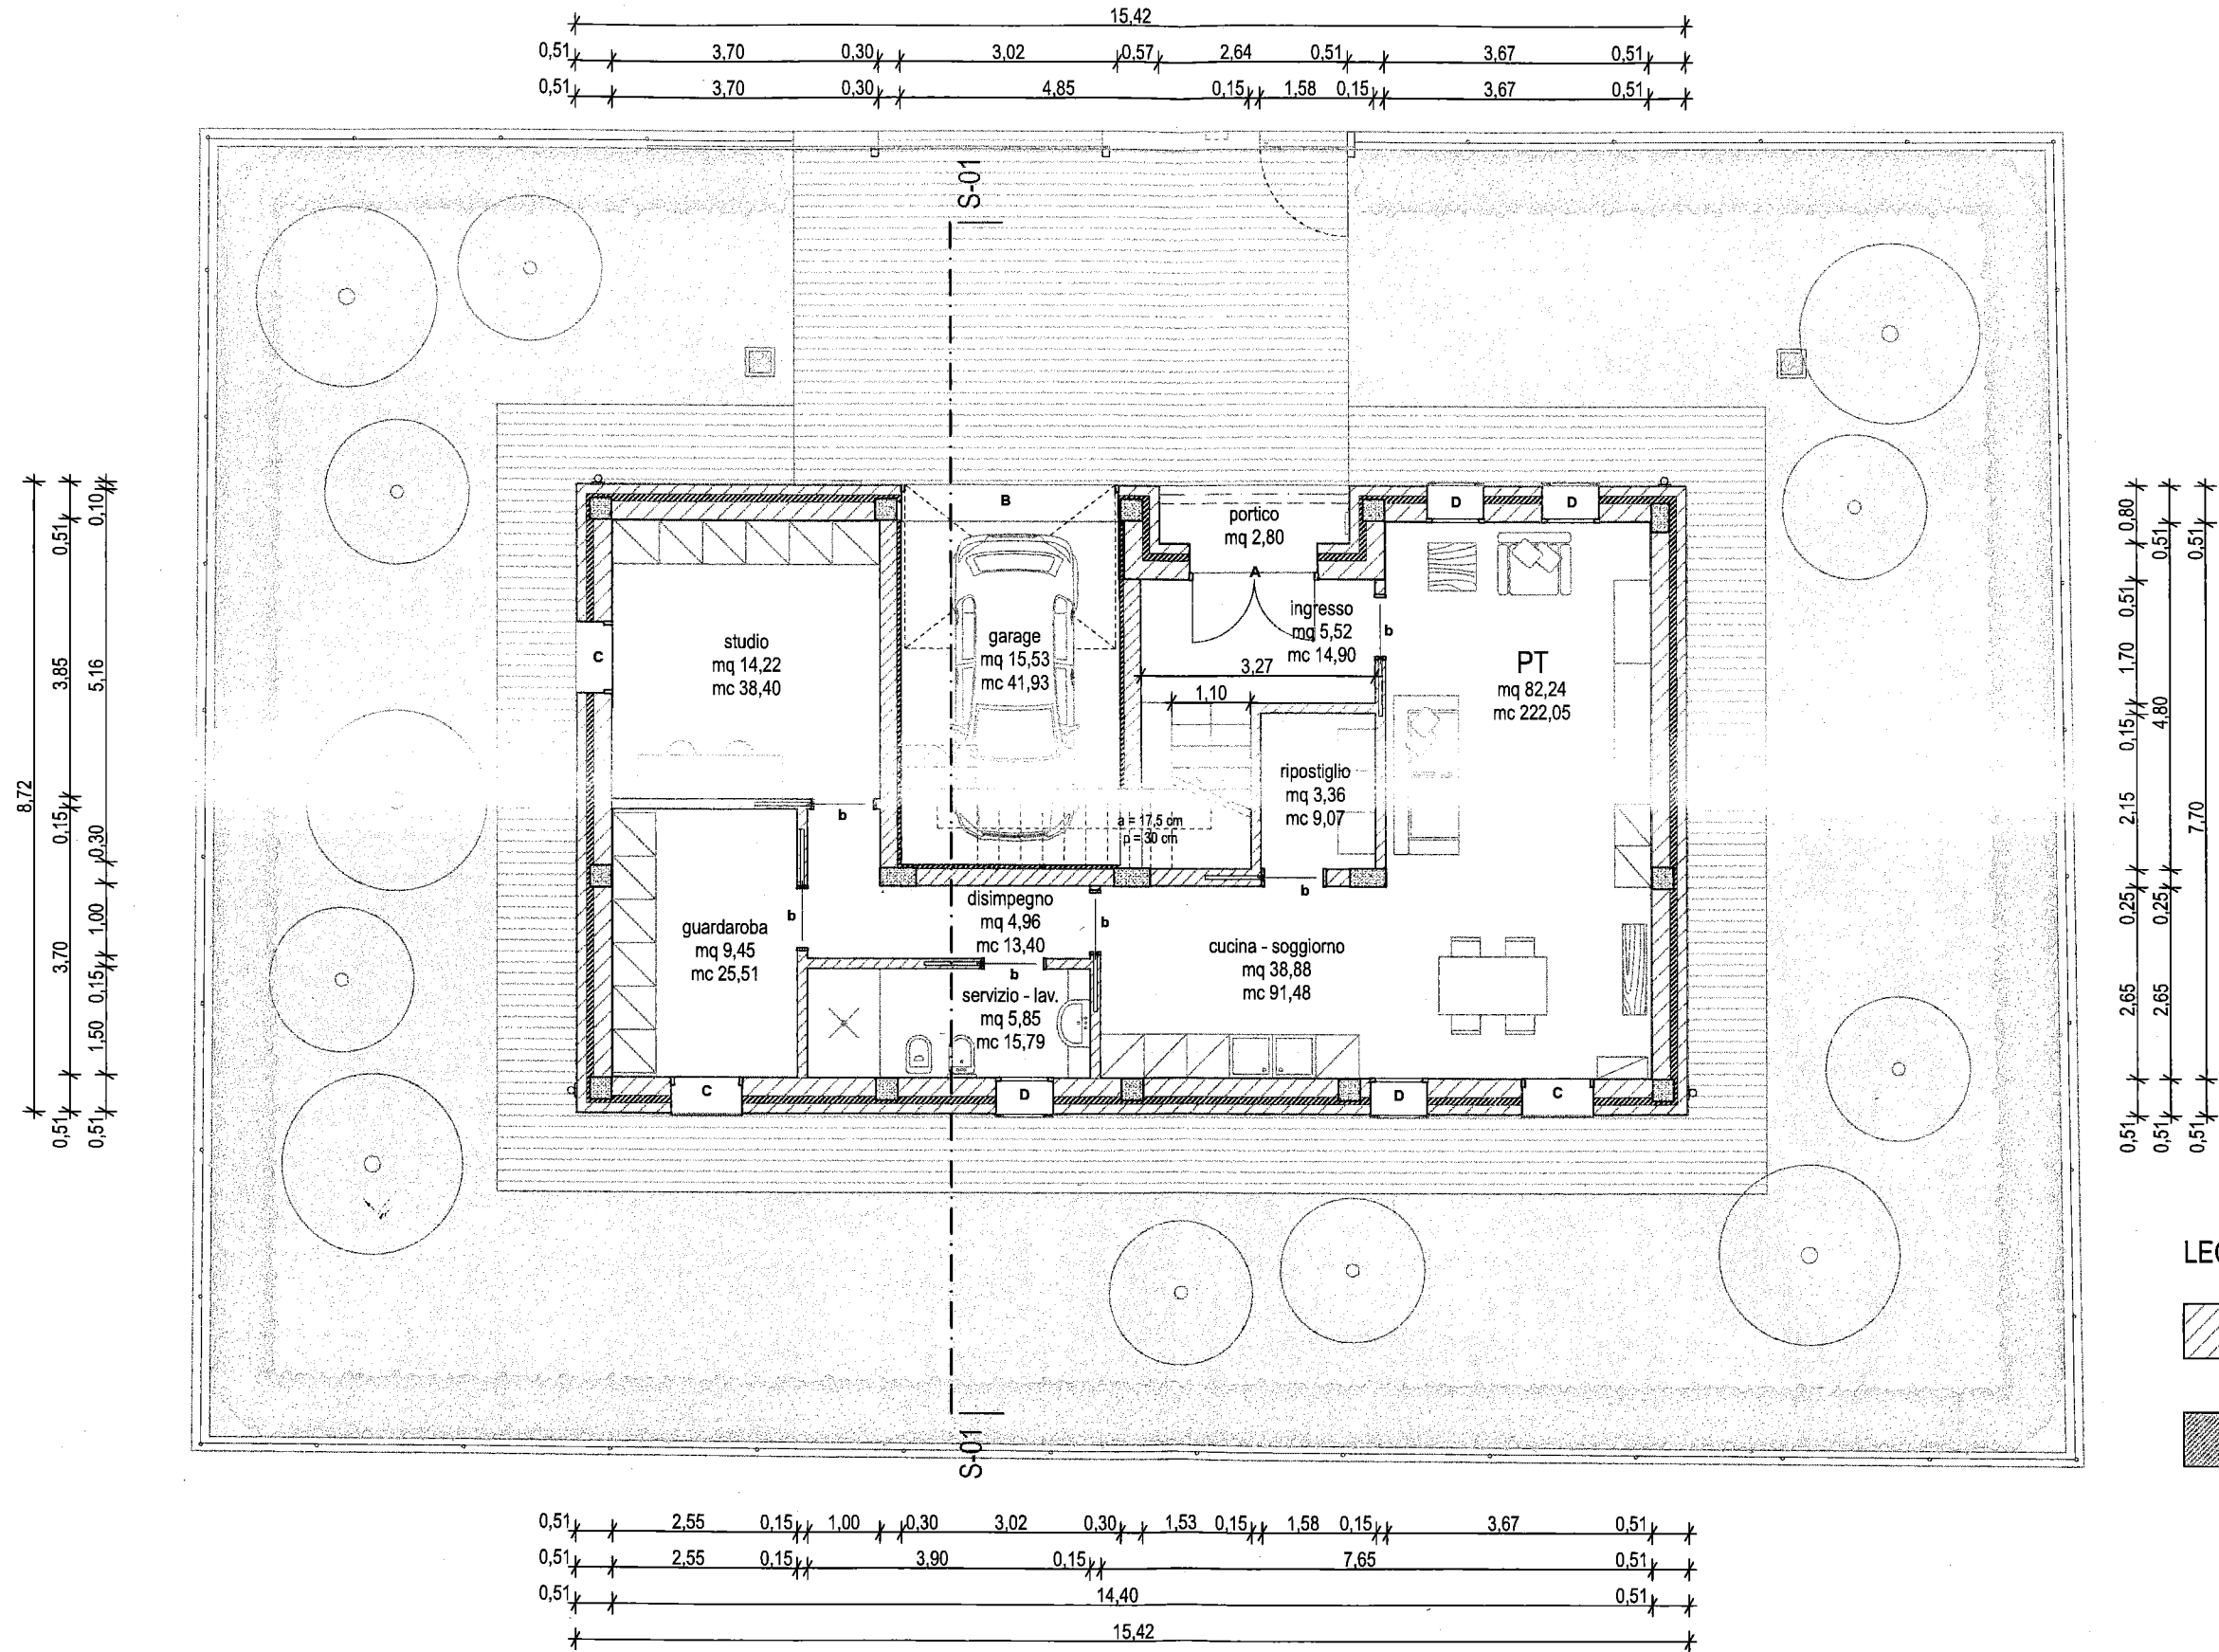 15,42
0,51 3,70 0,30 3,02 0,57 2,64 0,51 3,67 0,51
0,51 3,70 0,30 4,85 0,15 1,58 0,15 3,67 0,51
S-01
B
D
D
portico
mq 2,80
A
ingresso
mq 5,52
mc 14,90
b
3,27
1,10
studio
mq 14,22
mc 38,40
C
garage
mq 15,53
mc 41,93
PT
mq 82,24
mc 222,05
ripostiglio
mq 3,36
mc 9,07
a = 17,5 cm
p = 30 cm
b
b
b
b
b
disimpegno
mq 4,96
mc 13,40
guardaroba
mq 9,45
mc 25,51
cucina - soggiorno
mq 38,88
mc 91,48
servizio - lav.
mq 5,85
mc 15,79
C
D
D
C
8,72
0,51 3,85 0,15 3,70 0,51
0,10 5,16 0,30 1,00 0,15 1,50 0,51
0,80 0,51 1,70 0,15 2,15 0,25 2,65 0,51
0,51 4,80 0,25 2,65 0,51
0,51 7,70 0,51
S-01
LEG
0,51 2,55 0,15 1,00 0,30 3,02 0,30 1,53 0,15 1,58 0,15 3,67 0,51
0,51 2,55 0,15 3,90 0,15 7,65 0,51
0,51 14,40 0,51
15,42